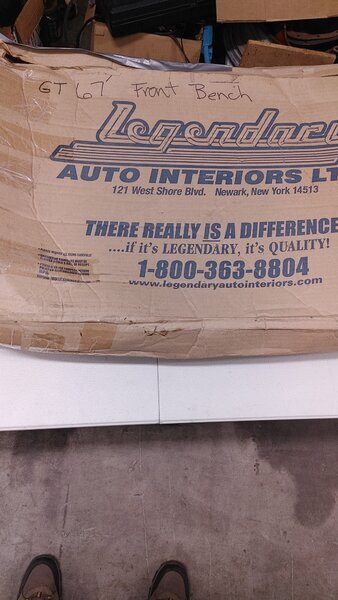 GT 67' Front Bench
Legendary
AUTO INTERIORS LT
121 West Shore Blvd. Newark, New York 14513
THERE REALLY IS A DIFFERENCE
....if it's LEGENDARY, it's QUALITY!
1-800-363-8804
www.legendaryautointeriors.com